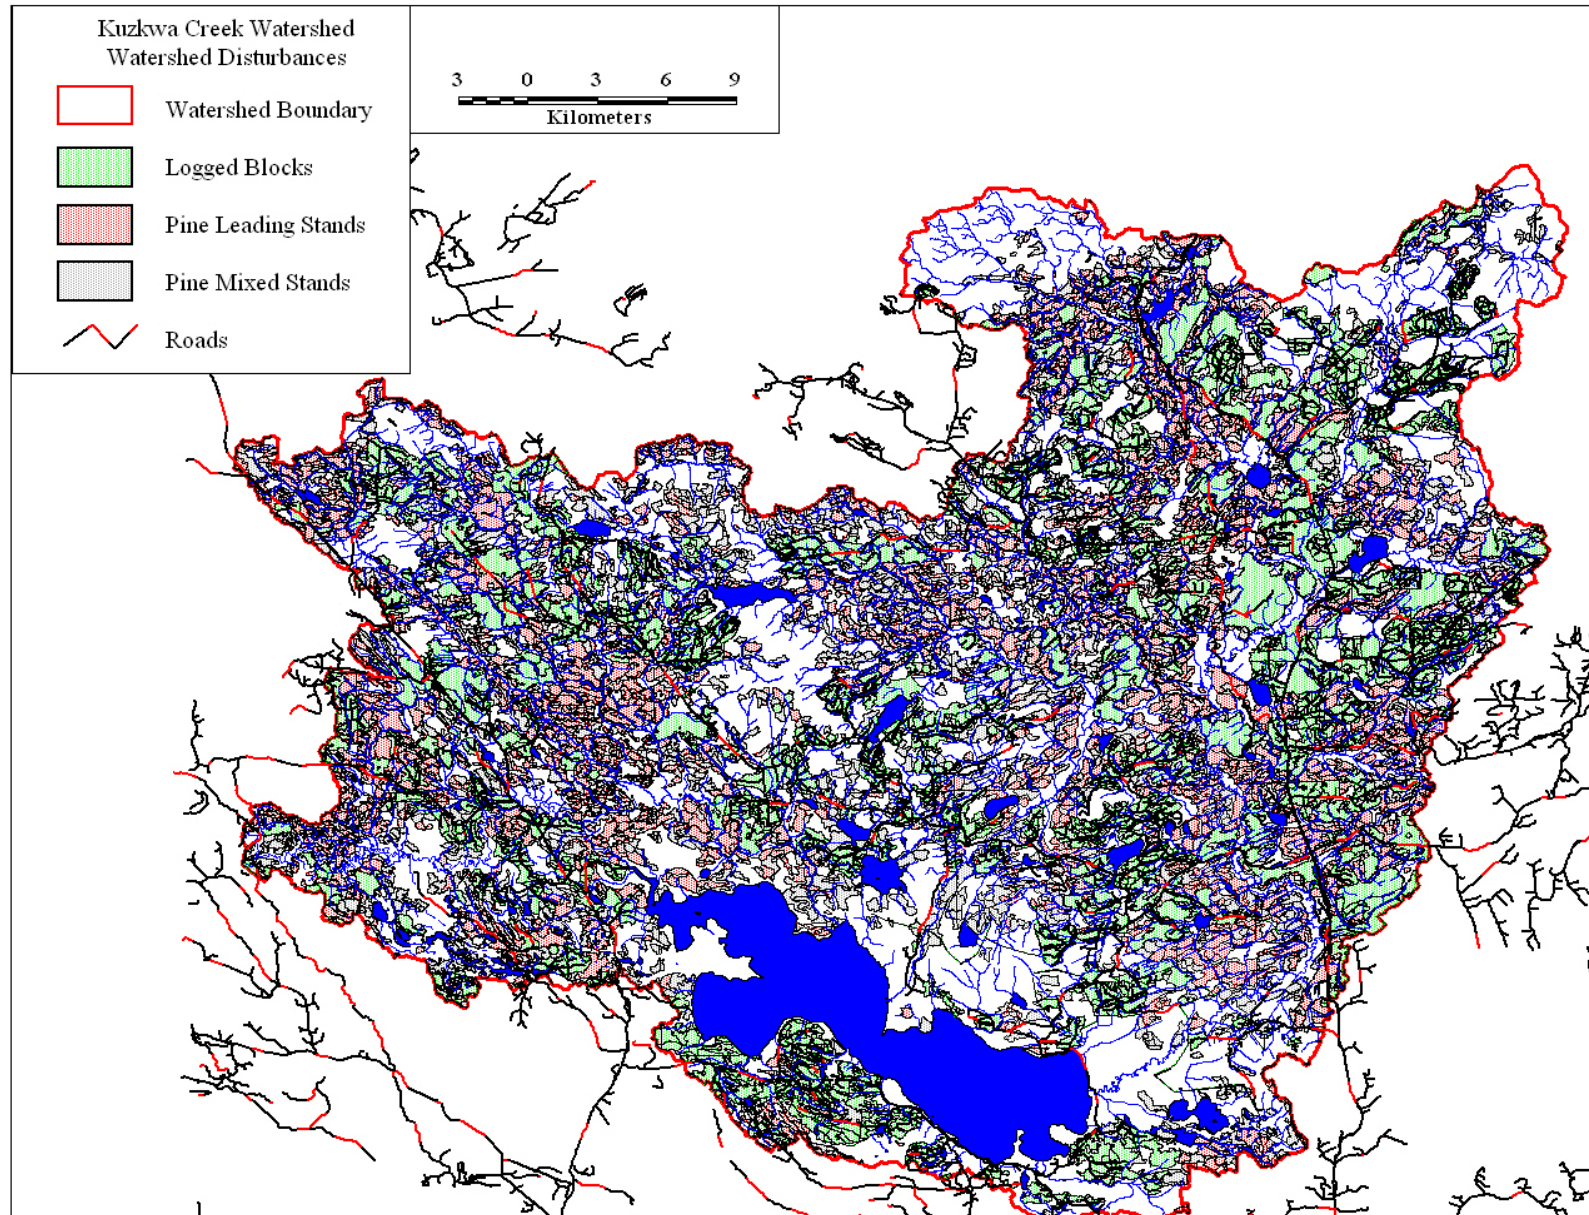 Kuzkwa Creek Watershed
Watershed Disturbances
Watershed Boundary
Logged Blocks
Pine Leading Stands
Pine Mixed Stands
Roads
3 0 3 6 9
Kilometers